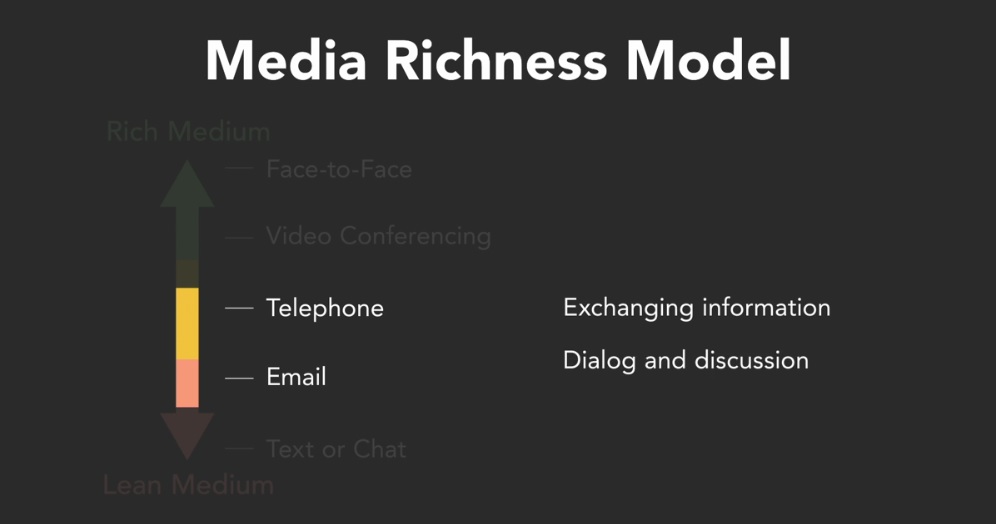 Media Richness Model
Rich Medium
Face-to-Face
Video Conferencing
Telephone
Exchanging information
Dialog and discussion
Email
Text or Chat
Lean Medium